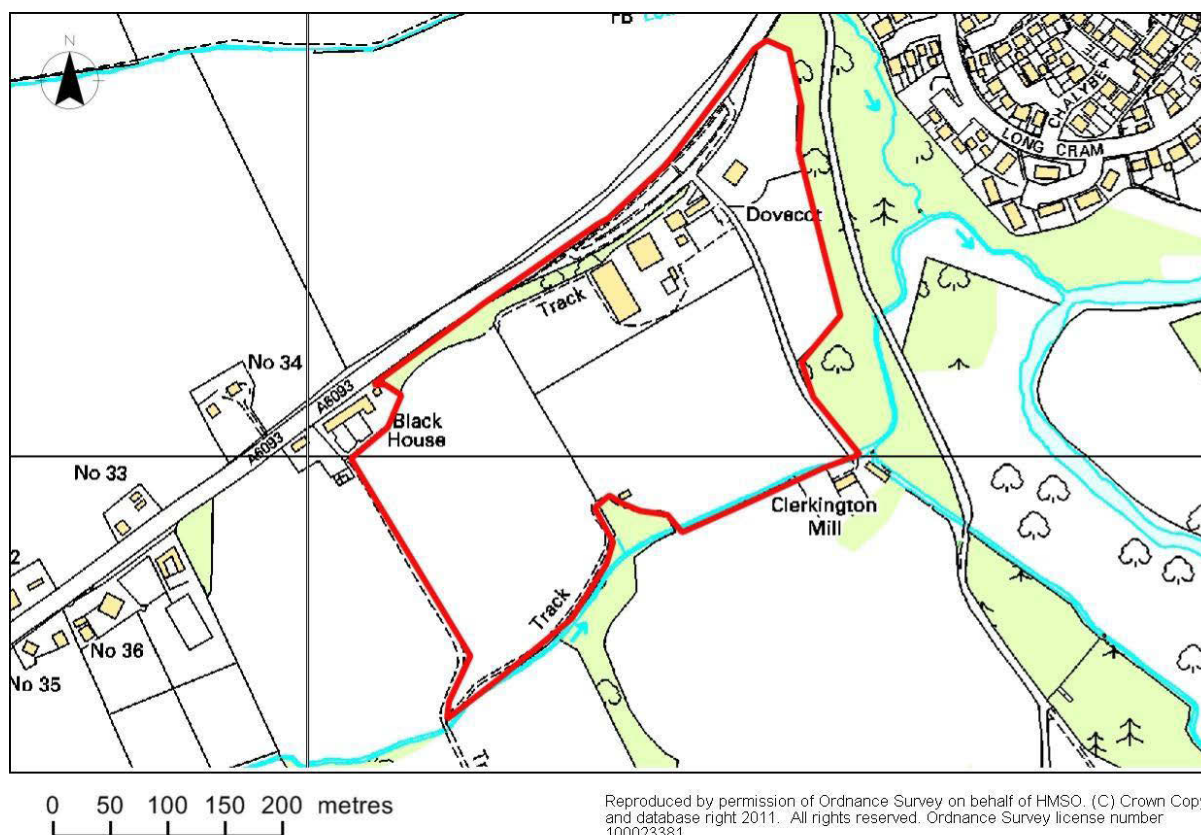 FB
N
CHALYBEATE
LONG CRAM
Dovecot
Track
No 34
A6093
Black
House
A6093
No 33
Clerkington
Mill
Track
2
No 36
No 35
0 50 100 150 200 metres
Reproduced by permission of Ordnance Survey on behalf of HMSO. (C) Crown Copy
and database right 2011. All rights reserved. Ordnance Survey license number
100023381